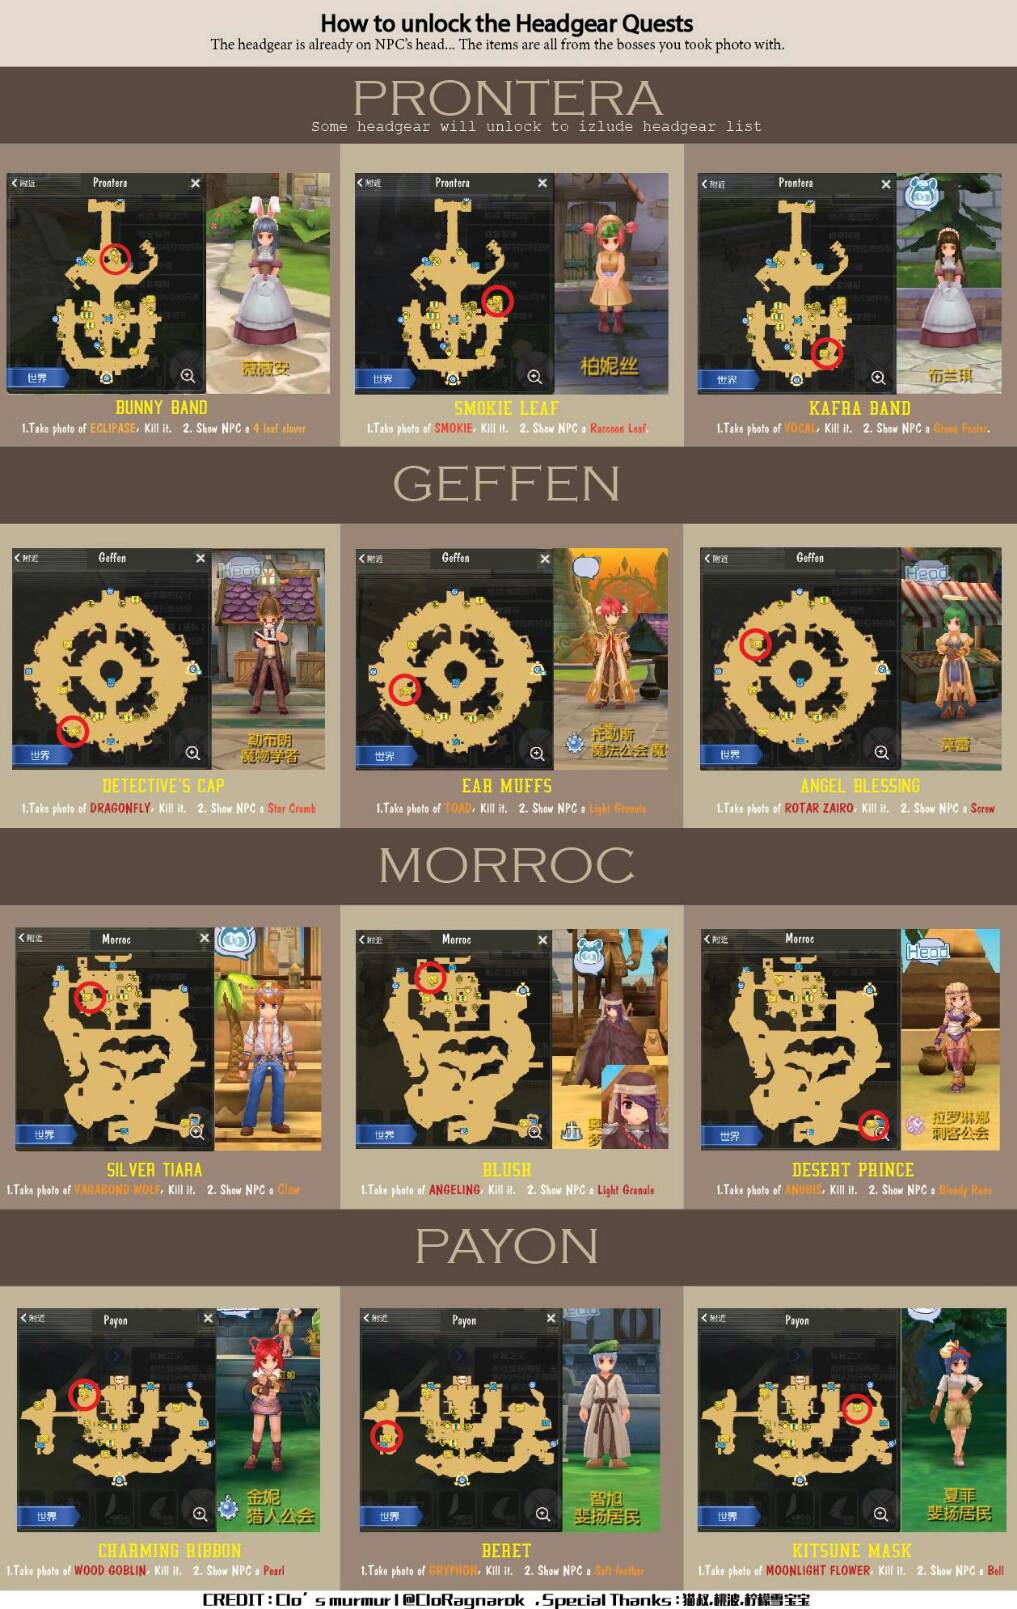 How to unlock the Headgear Quests
The headgear is already on NPC's head... The items are all from the bosses you took photo with.
PRONTERA
Some headgear will unlock to izlude headgear list
附近 Prontera
世界
薇薇安
BUNNY BAND
1.Take photo of ECLIPASE, Kill it. 2. Show NPC a 4 leaf clover
附近 Prontera
世界
柏妮丝
SMOKIE LEAF
1.Take photo of SMOKIE, Kill it. 2. Show NPC a Raccoon Leaf.
附近 Prontera
世界
布兰琪
KAFRA BAND
1.Take photo of VOCAL, Kill it. 2. Show NPC a Green Feeler.
GEFFEN
附近 Geffen
Head
世界
勒布朗
魔物学者
DETECTIVE'S CAP
1.Take photo of DRAGONFLY, Kill it. 2. Show NPC a Star Crumb
附近 Geffen
世界
托勒斯
魔法公会 魔
EAR MUFFS
1.Take photo of TOAD, Kill it. 2. Show NPC a Light Granule
附近 Geffen
Head
世界
莫蕾
ANGEL BLESSING
1.Take photo of ROTAR ZAIRO, Kill it. 2. Show NPC a Screw
MORROC
附近 Morroc
世界
SILVER TIARA
1.Take photo of VAGABOND WOLF, Kill it. 2. Show NPC a Claw
附近 Morroc
世界
BLUSH
1.Take photo of ANGELING, Kill it. 2. Show NPC a Light Granule
附近 Morroc
Head
世界
拉罗琳娜
刺客公会
DESERT PRINCE
1.Take photo of ANUBIS, Kill it. 2. Show NPC a Bloody Rune
PAYON
附近 Payon
世界
金妮
猎人公会
CHARMING RIBBON
1.Take photo of WOOD GOBLIN, Kill it. 2. Show NPC a Pearl
附近 Payon
世界
智旭
斐扬居民
BERET
1.Take photo of GRYPHON, Kill it. 2. Show NPC a Soft feather
附近 Payon
世界
夏菲
斐扬居民
KITSUNE MASK
1.Take photo of MOONLIGHT FLOWER, Kill it. 2. Show NPC a Bell
CREDIT : Clo's murmur l @CloRagnarok , Special Thanks : 猫叔,桃波,柠檬雪宝宝